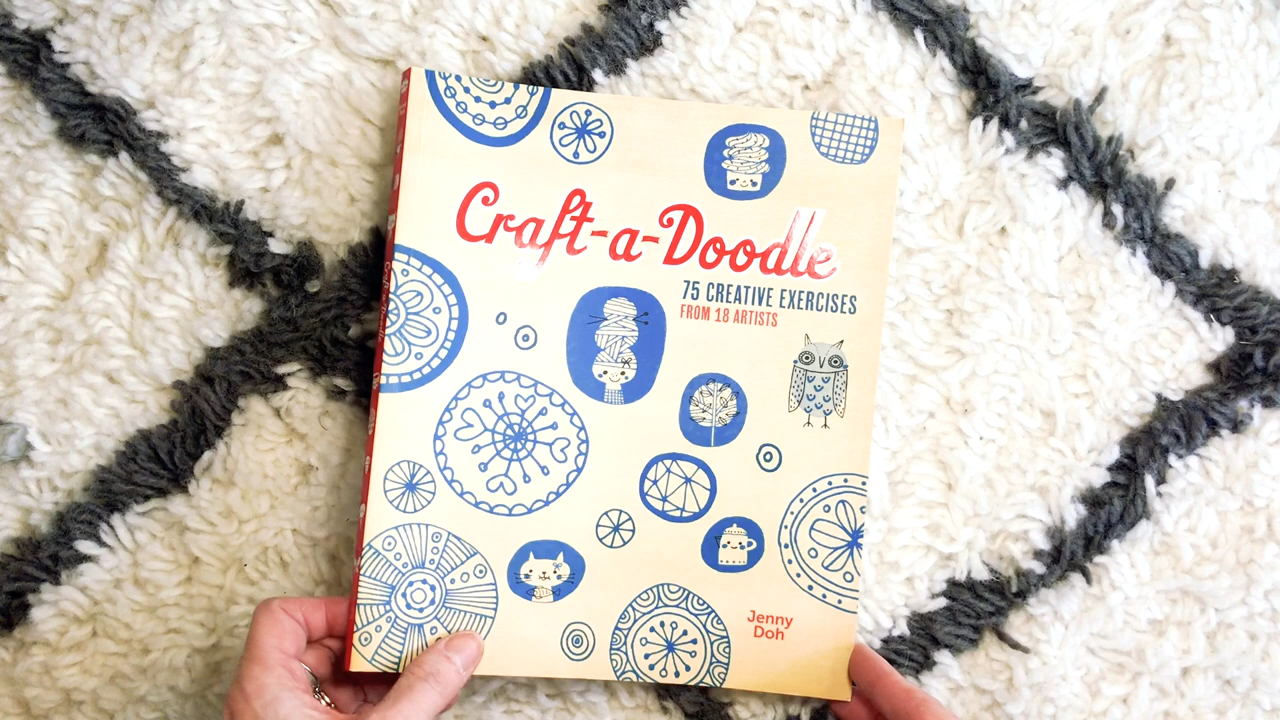 Craft-a-Doodle
75 CREATIVE EXERCISES
FROM 18 ARTISTS
Jenny
Doh